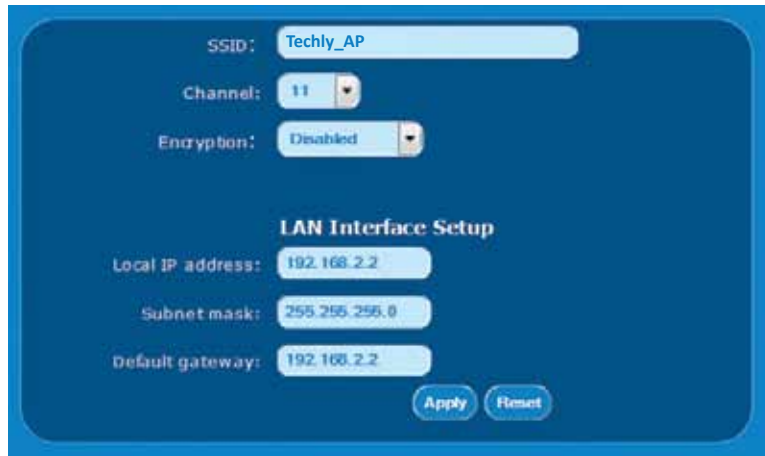 SSID: Techly_AP
Channel: 11
Encryption: Disabled
LAN Interface Setup
Local IP address: 192.168.2.2
Subnet mask: 255.255.255.0
Default gateway: 192.168.2.2
Apply Reset